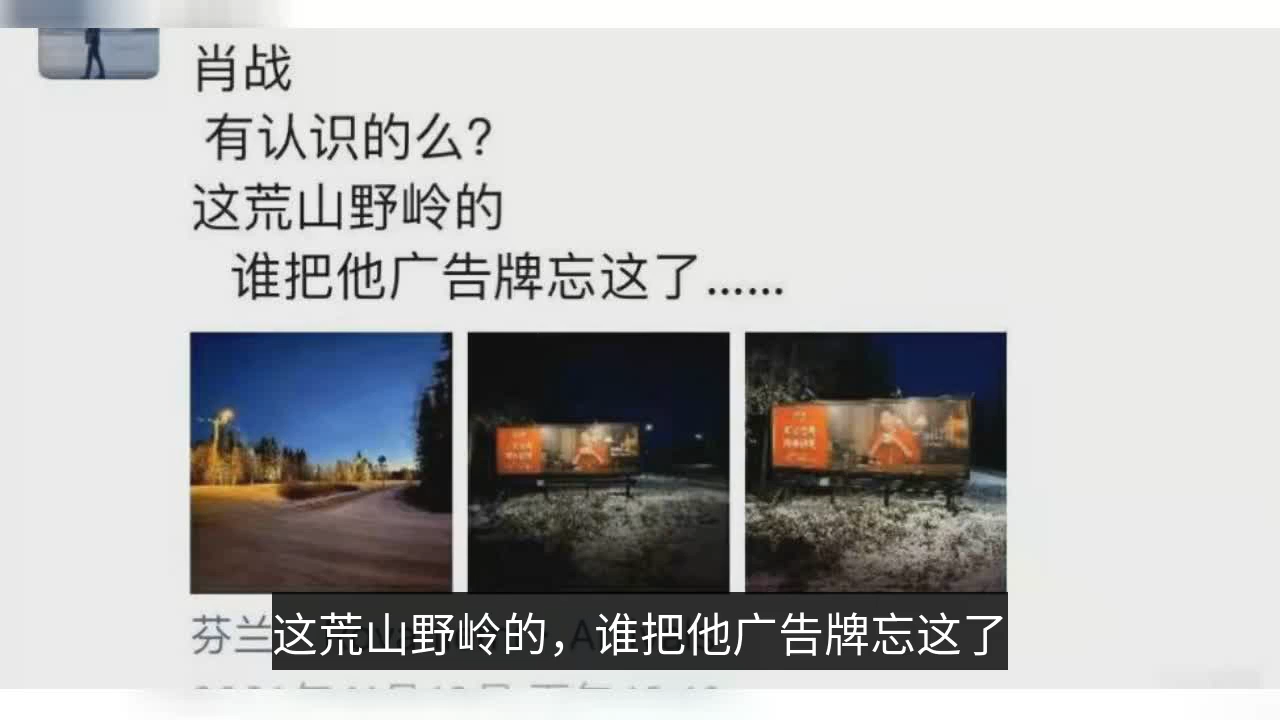 肖战
有认识的么?
这荒山野岭的
谁把他广告牌忘这了......
芬兰
这荒山野岭的，谁把他广告牌忘这了